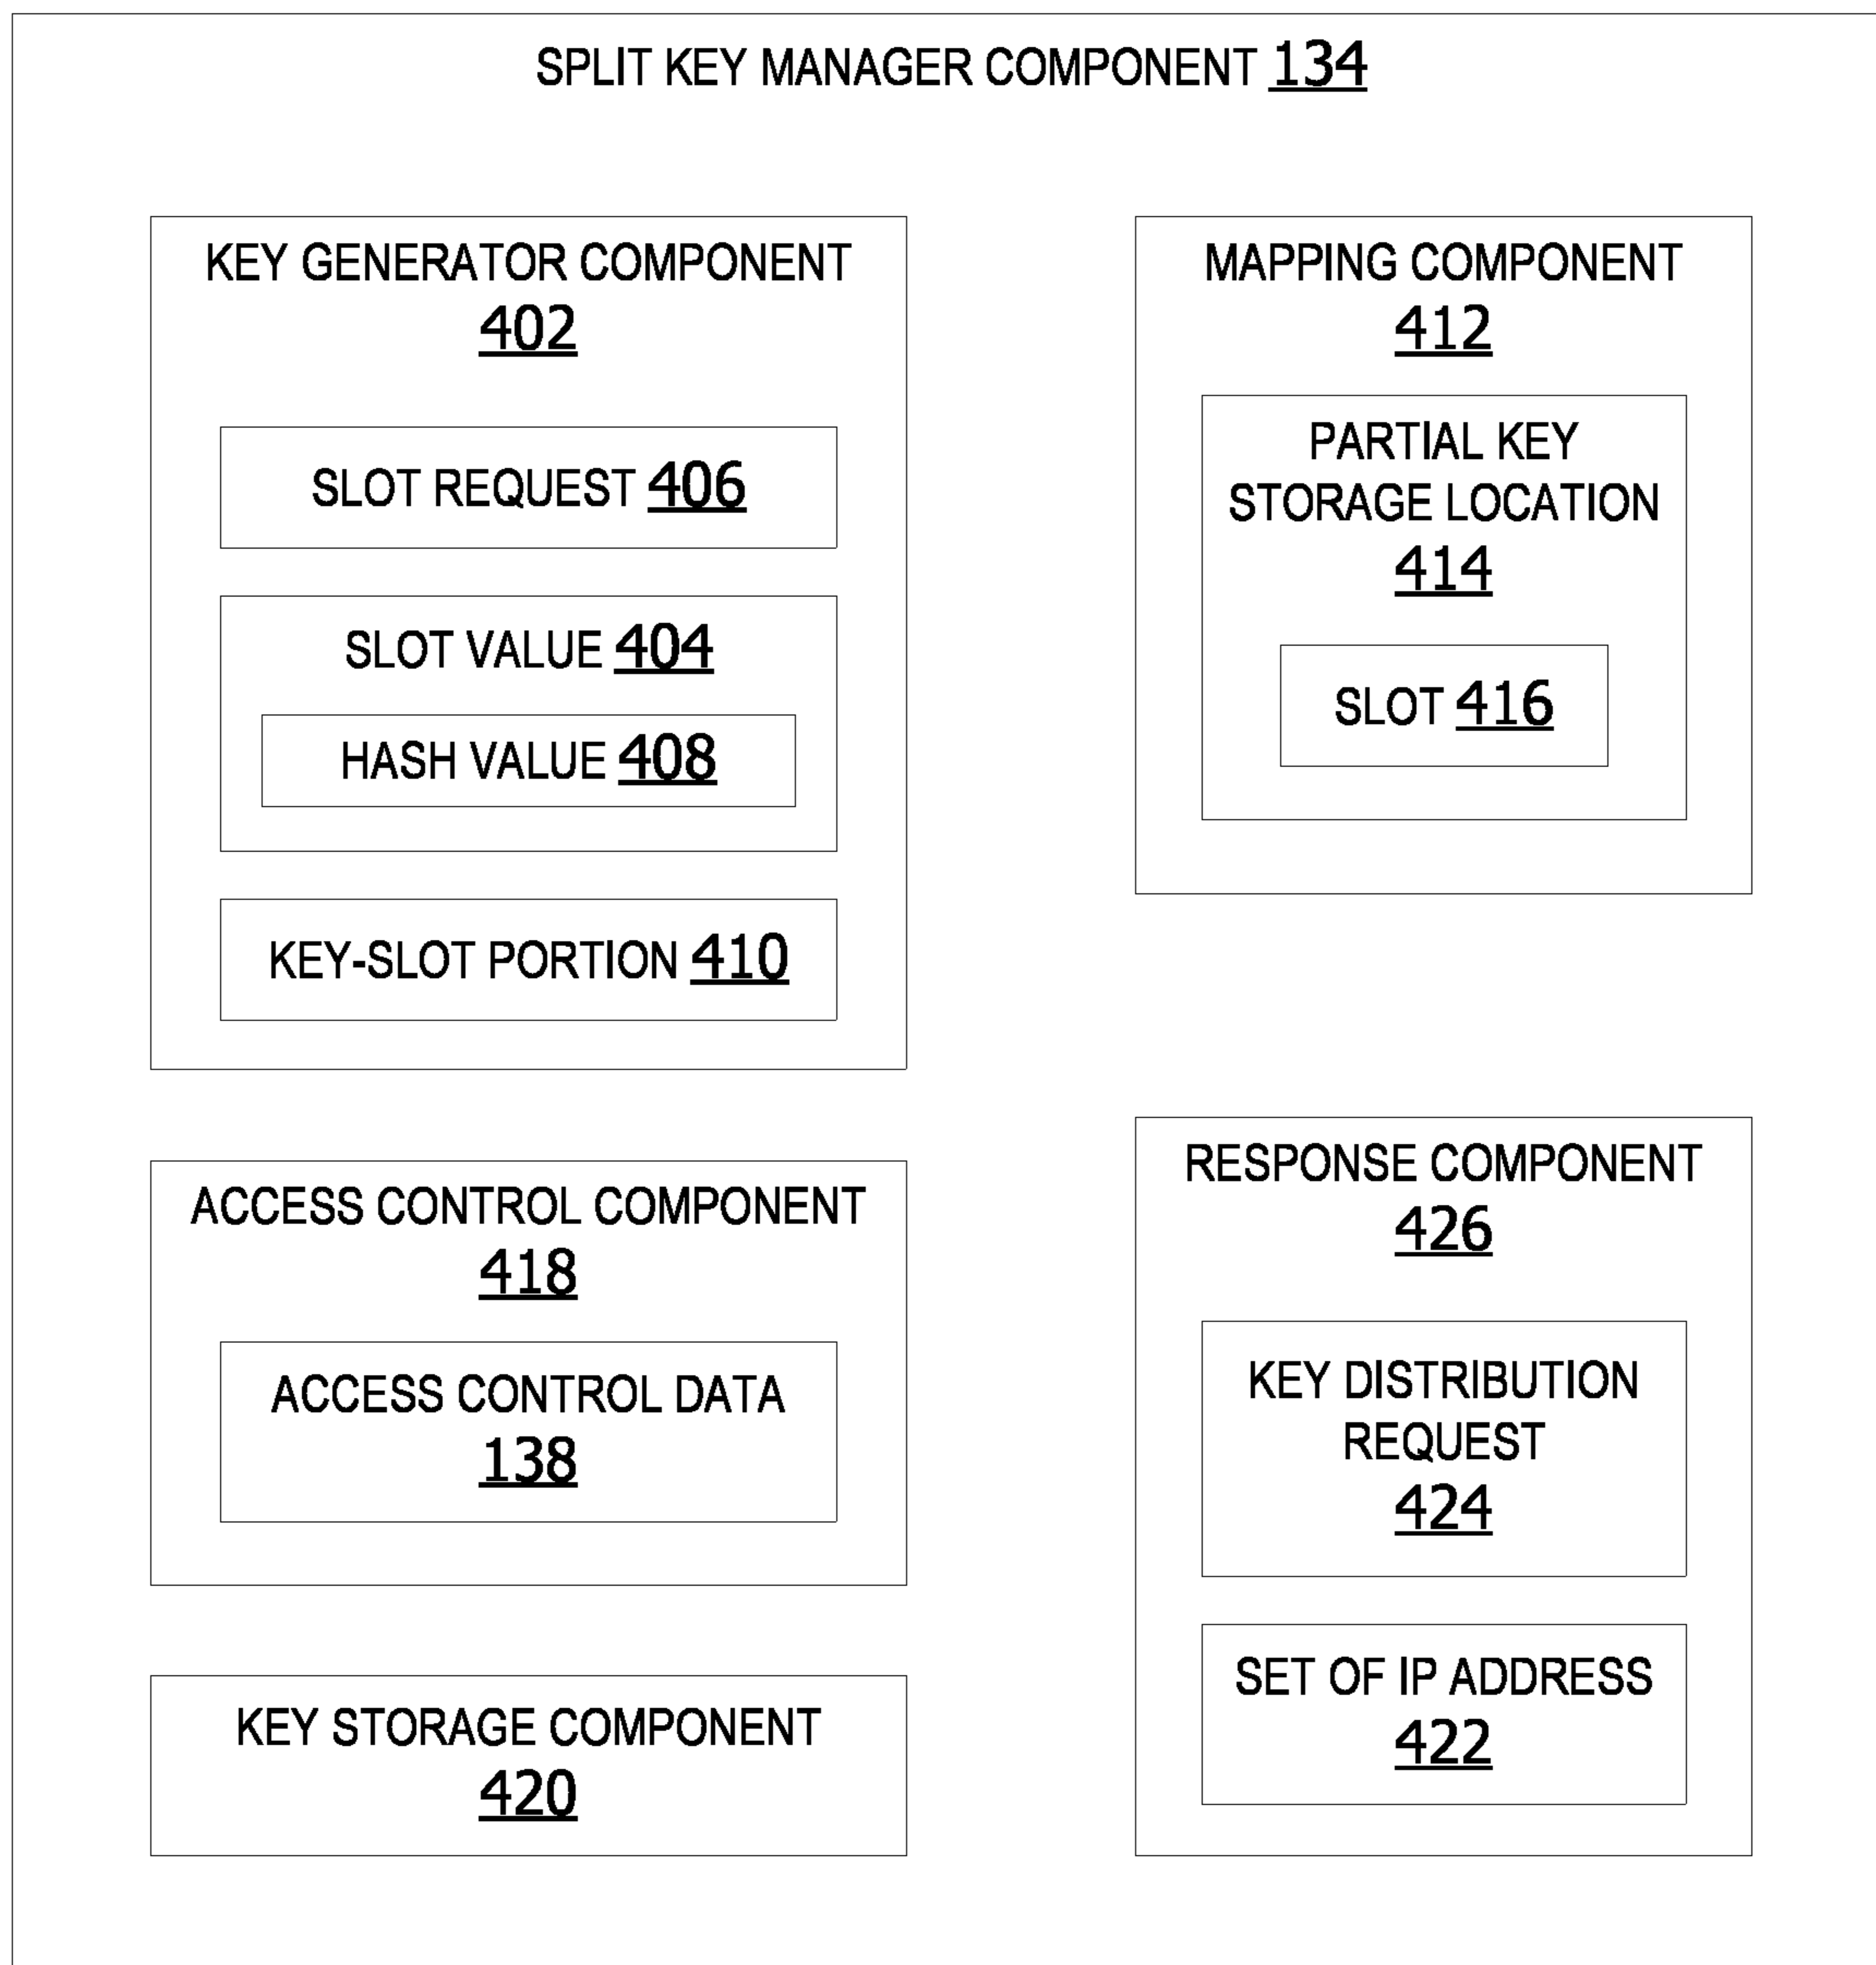 SPLIT KEY MANAGER COMPONENT 134
KEY GENERATOR COMPONENT
402
SLOT REQUEST 406
SLOT VALUE 404
HASH VALUE 408
KEY-SLOT PORTION 410
MAPPING COMPONENT
412
PARTIAL KEY
STORAGE LOCATION
414
SLOT 416
ACCESS CONTROL COMPONENT
418
ACCESS CONTROL DATA
138
KEY STORAGE COMPONENT
420
RESPONSE COMPONENT
426
KEY DISTRIBUTION
REQUEST
424
SET OF IP ADDRESS
422